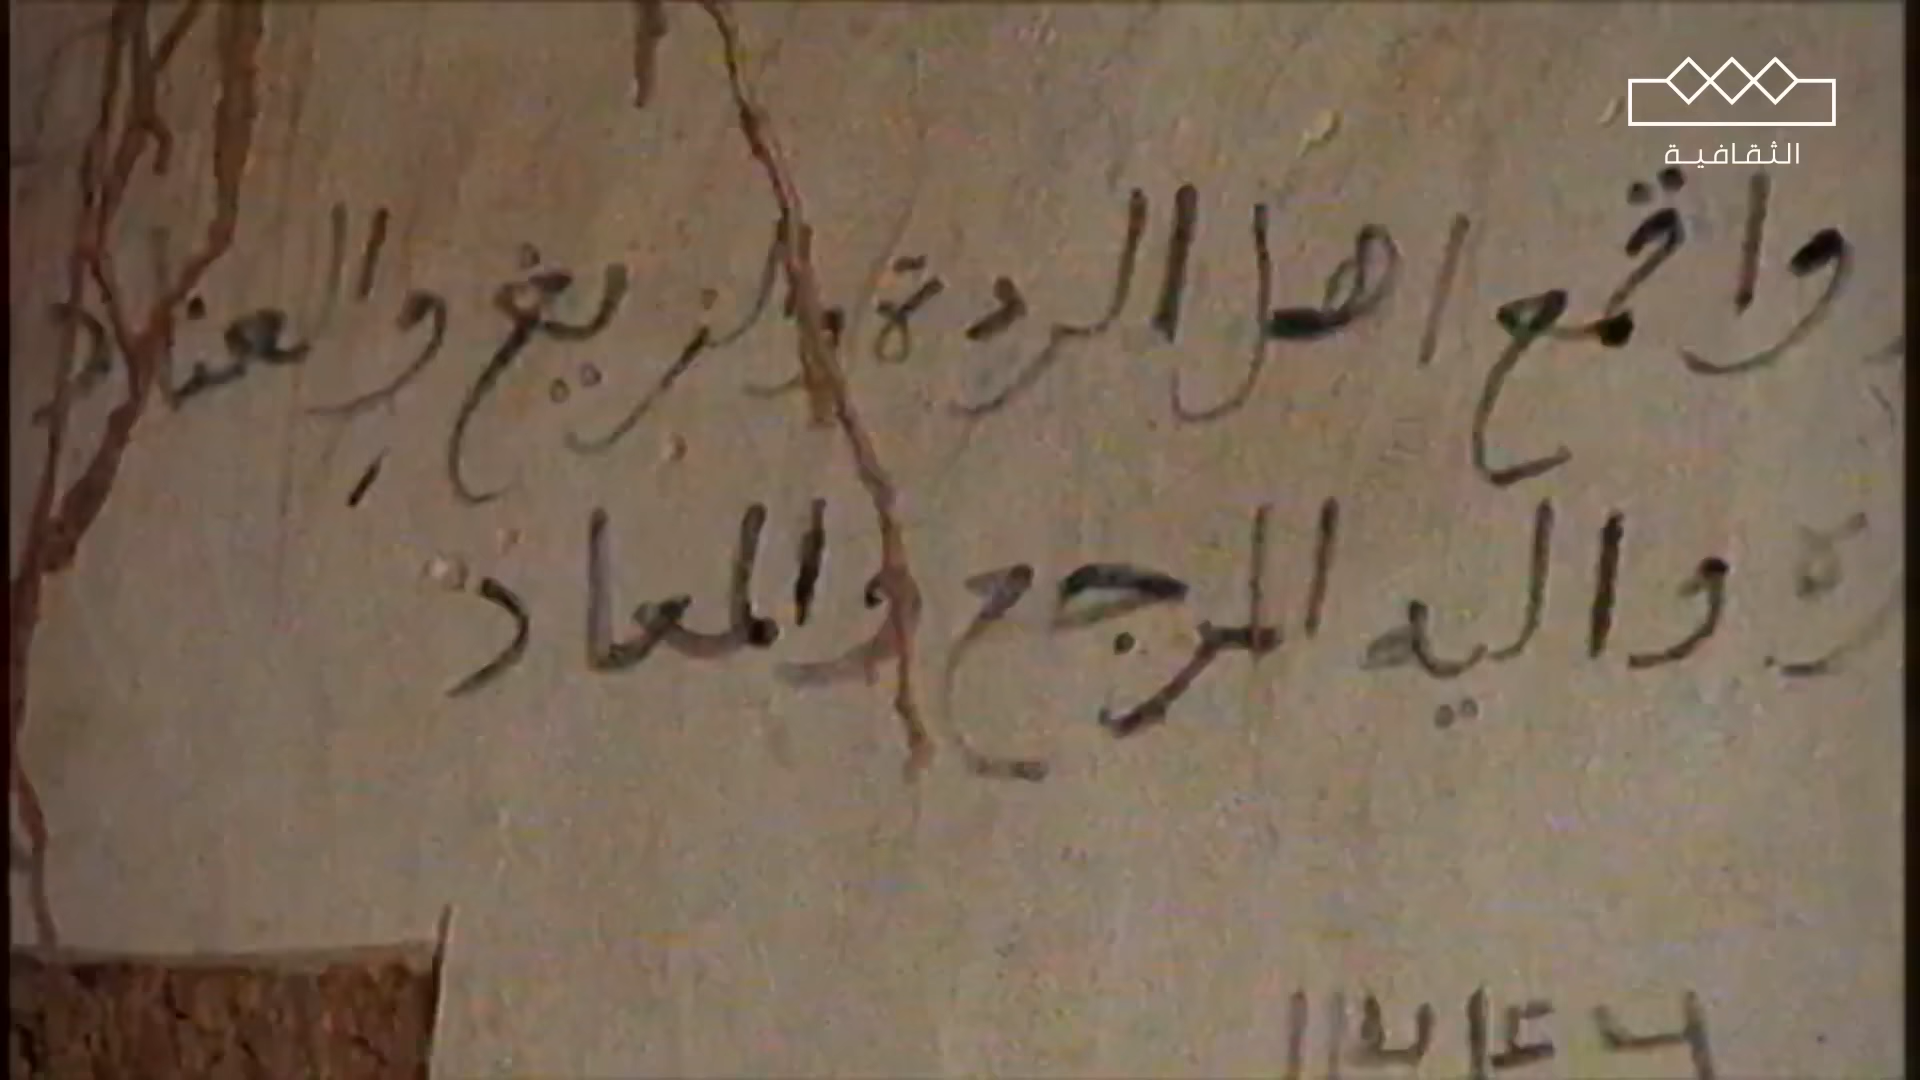 الثقافية
واقمع اهل الردة والزيغ والعناد
واليه المرجع والمعاد